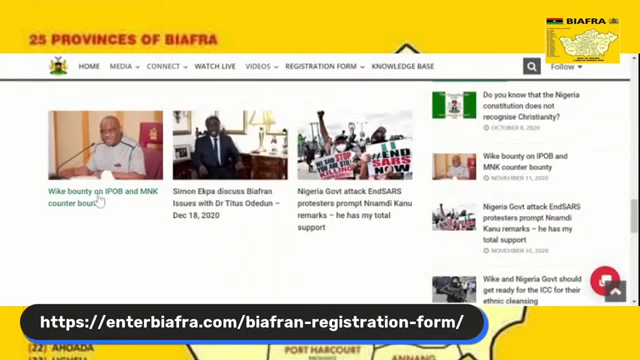 25 PROVINCES OF BIAFRA
BIAFRA
HOME MEDIA CONNECT WATCH LIVE VIDEOS REGISTRATION FORM KNOWLEDGE BASE
Follow
Wike bounty on IPOB and MNK
counter bounty
Simon Ekpa discuss Biafran
Issues with Dr Titus Odedun –
Dec 18, 2020
Nigeria Govt attack EndSARS
protesters prompt Nnamdi Kanu
remarks – he has my total
support
Do you know that the Nigeria
constitution does not
recognise Christianity?
OCTOBER 8, 2020
Wike bounty on IPOB and
MNK counter bounty
NOVEMBER 11, 2020
Nigeria Govt attack EndSARS
protesters prompt Nnamdi Kanu
remarks – he has my total
support
NOVEMBER 10, 2020
Wike and Nigeria Govt should
get ready for the ICC for their
ethnic cleansing
https://enterbiafra.com/biafran-registration-form/
[22] AHOADA
PORT HARCOURT
ANNANG